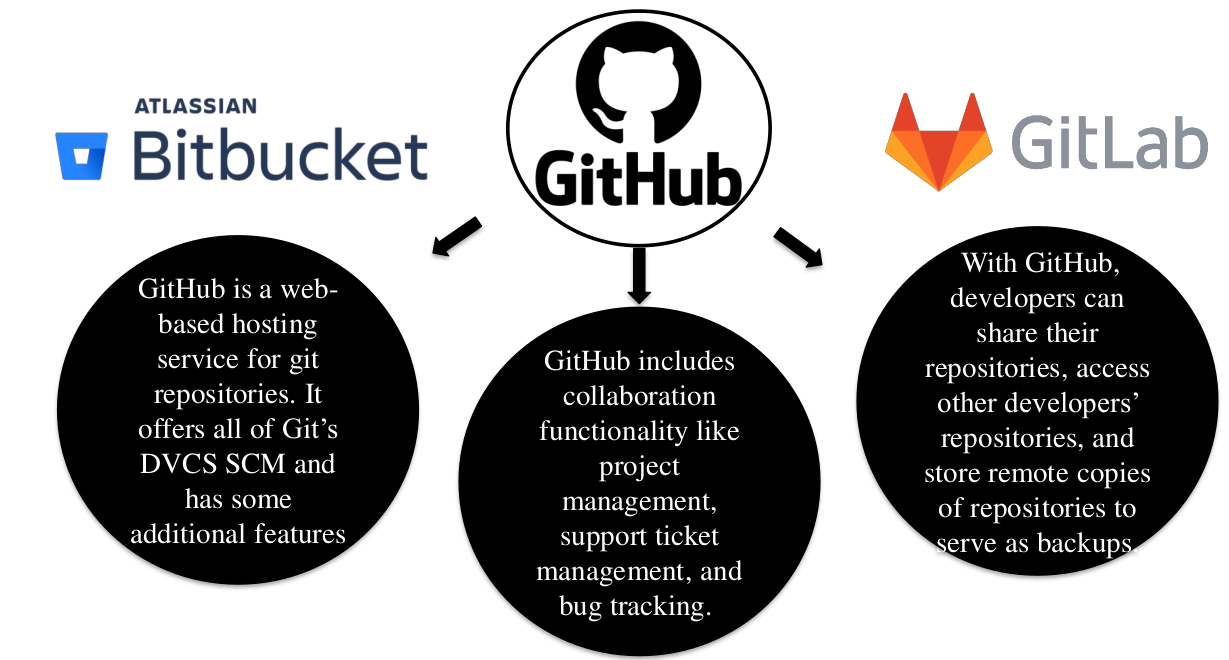 ATLASSIAN
Bitbucket
GitHub
GitLab
GitHub is a web-
based hosting
service for git
repositories. It
offers all of Git’s
DVCS SCM and
has some
additional features
GitHub includes
collaboration
functionality like
project
management,
support ticket
management, and
bug tracking.
With GitHub,
developers can
share their
repositories, access
other developers’
repositories, and
store remote copies
of repositories to
serve as backups.